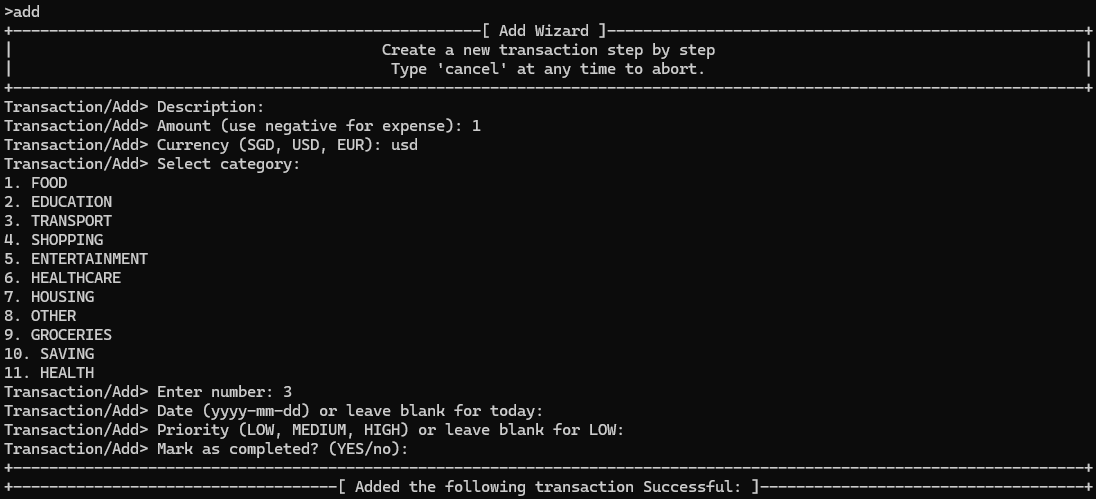 >add
+----------------------------------------------------[ Add Wizard ]-----------------------------------------------------+
|                                         Create a new transaction step by step                                         |
|                                          Type 'cancel' at any time to abort.                                          |
+-----------------------------------------------------------------------------------------------------------------------+
Transaction/Add> Description:
Transaction/Add> Amount (use negative for expense): 1
Transaction/Add> Currency (SGD, USD, EUR): usd
Transaction/Add> Select category:
1. FOOD
2. EDUCATION
3. TRANSPORT
4. SHOPPING
5. ENTERTAINMENT
6. HEALTHCARE
7. HOUSING
8. OTHER
9. GROCERIES
10. SAVING
11. HEALTH
Transaction/Add> Enter number: 3
Transaction/Add> Date (yyyy-mm-dd) or leave blank for today:
Transaction/Add> Priority (LOW, MEDIUM, HIGH) or leave blank for LOW:
Transaction/Add> Mark as completed? (YES/no):
+-----------------------------------------------------------------------------------------------------------------------+
+------------------------------------[ Added the following transaction Successful: ]------------------------------------+